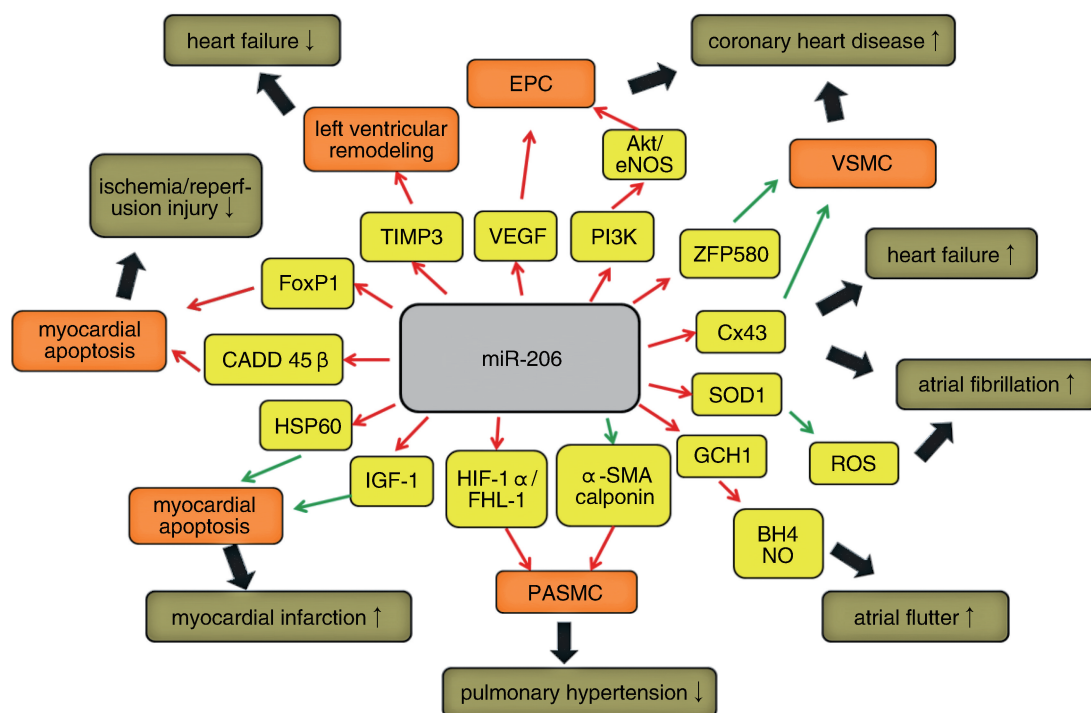 heart failure ↓
coronary heart disease ↑
EPC
left ventricular
remodeling
Akt/
eNOS
VSMC
ischemia/reperf-
usion injury ↓
TIMP3
VEGF
PI3K
ZFP580
heart failure ↑
FoxP1
myocardial
apoptosis
CADD 45 β
miR-206
Cx43
atrial fibrillation ↑
SOD1
HSP60
IGF-1
HIF-1 α/
FHL-1
α-SMA
calponin
GCH1
ROS
myocardial
apoptosis
BH4
NO
PASMC
myocardial infarction ↑
atrial flutter ↑
pulmonary hypertension ↓